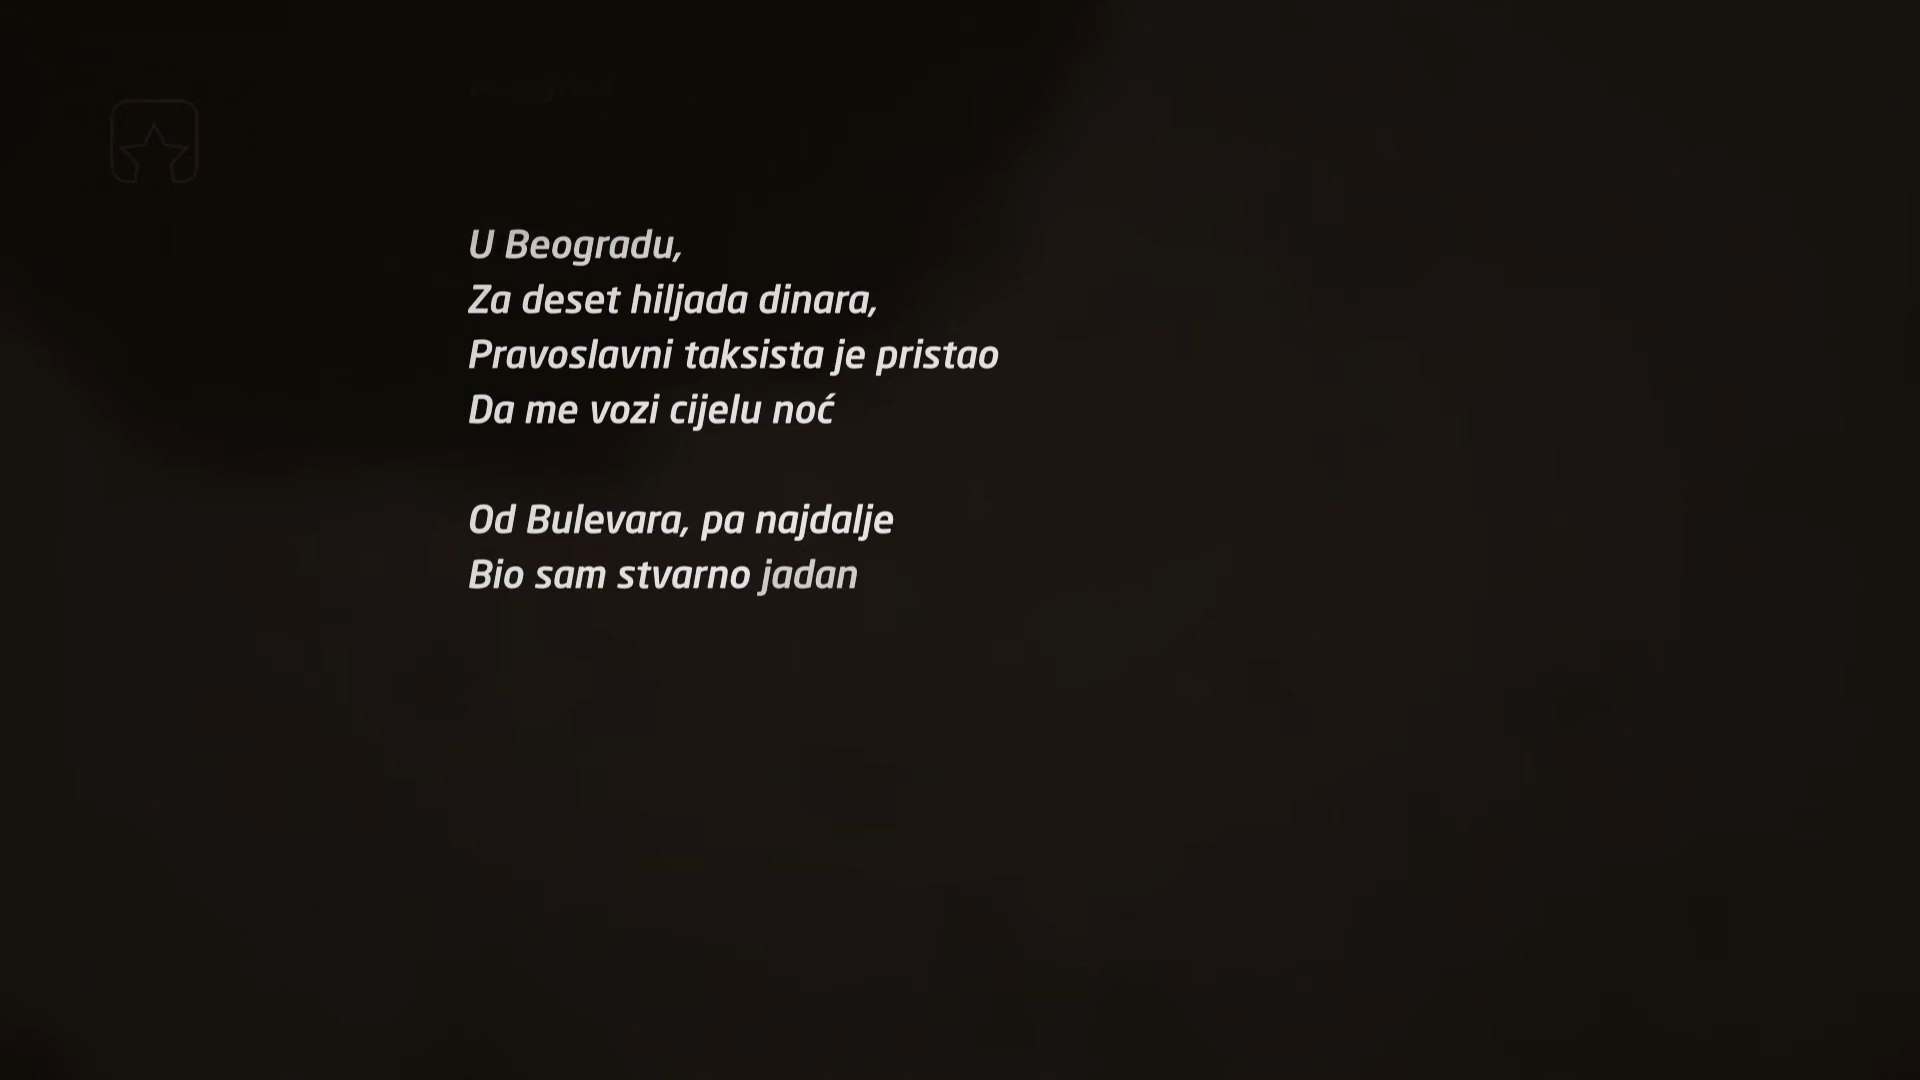 U Beogradu,
Za deset hiljada dinara,
Pravoslavni taksista je pristao
Da me vozi cijelu noć
Od Bulevara, pa najdalje
Bio sam stvarno jadan